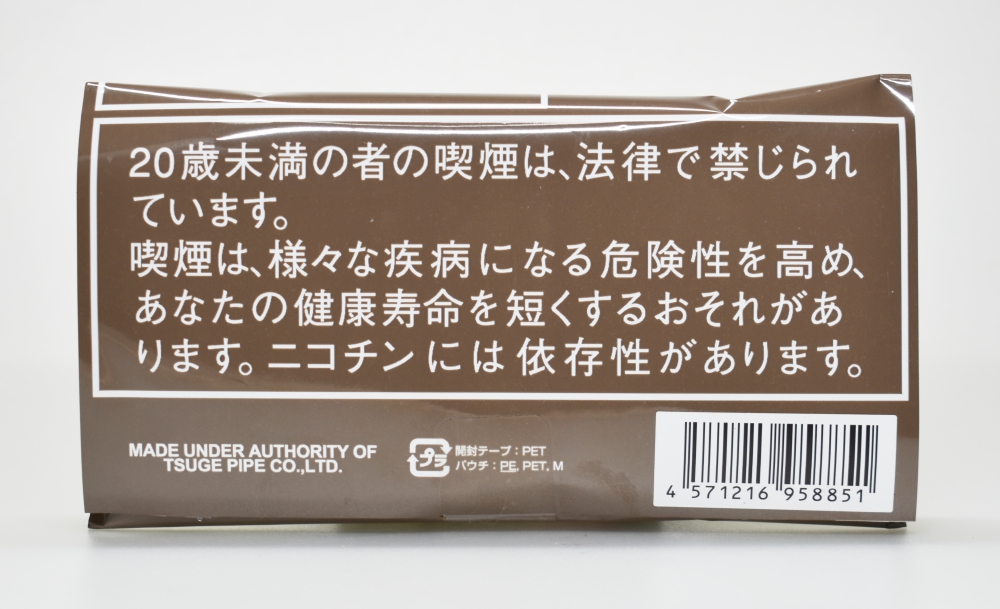 20歳未満の者の喫煙は、法律で禁じられ
ています。
喫煙は、様々な疾病になる危険性を高め、
あなたの健康寿命を短くするおそれがあ
ります。ニコチンには依存性があります。
MADE UNDER AUTHORITY OF
TSUGE PIPE CO.,LTD.
プラ
開封テープ：PET
パウチ：PE, PET, M
4 571216 958851